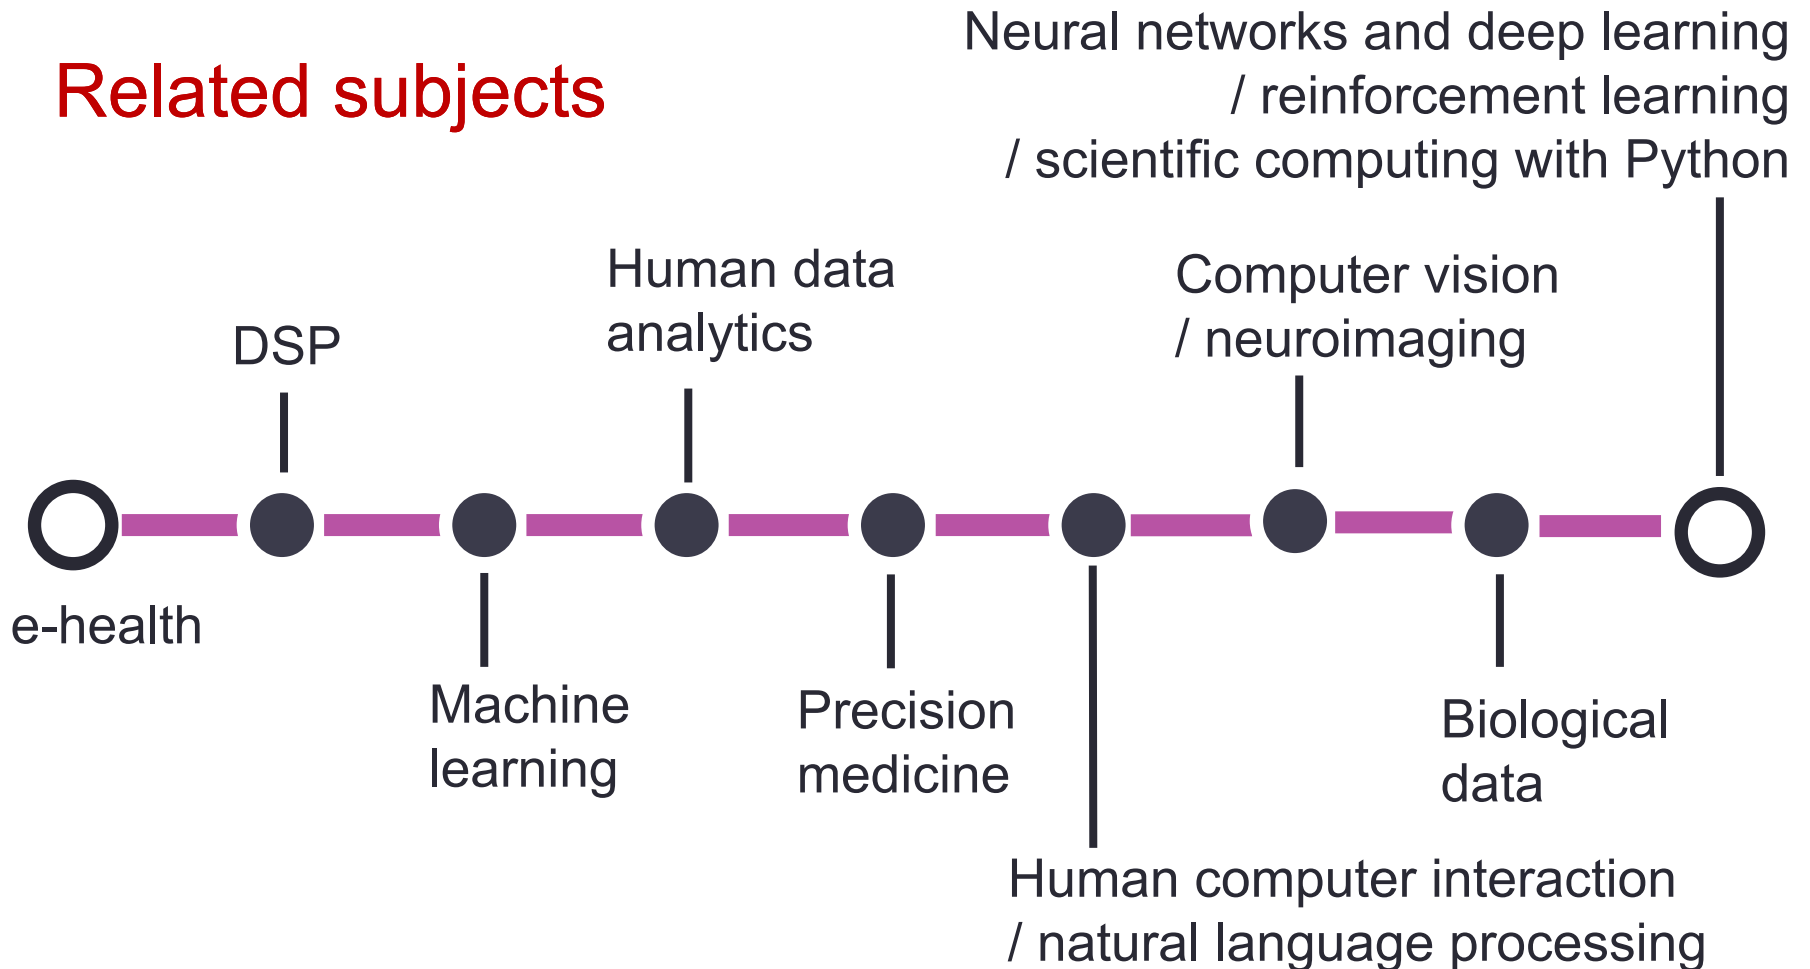 Related subjects
Neural networks and deep learning
/ reinforcement learning
/ scientific computing with Python
Human data
analytics
Computer vision
/ neuroimaging
DSP
e-health
Machine
learning
Precision
medicine
Biological
data
Human computer interaction
/ natural language processing